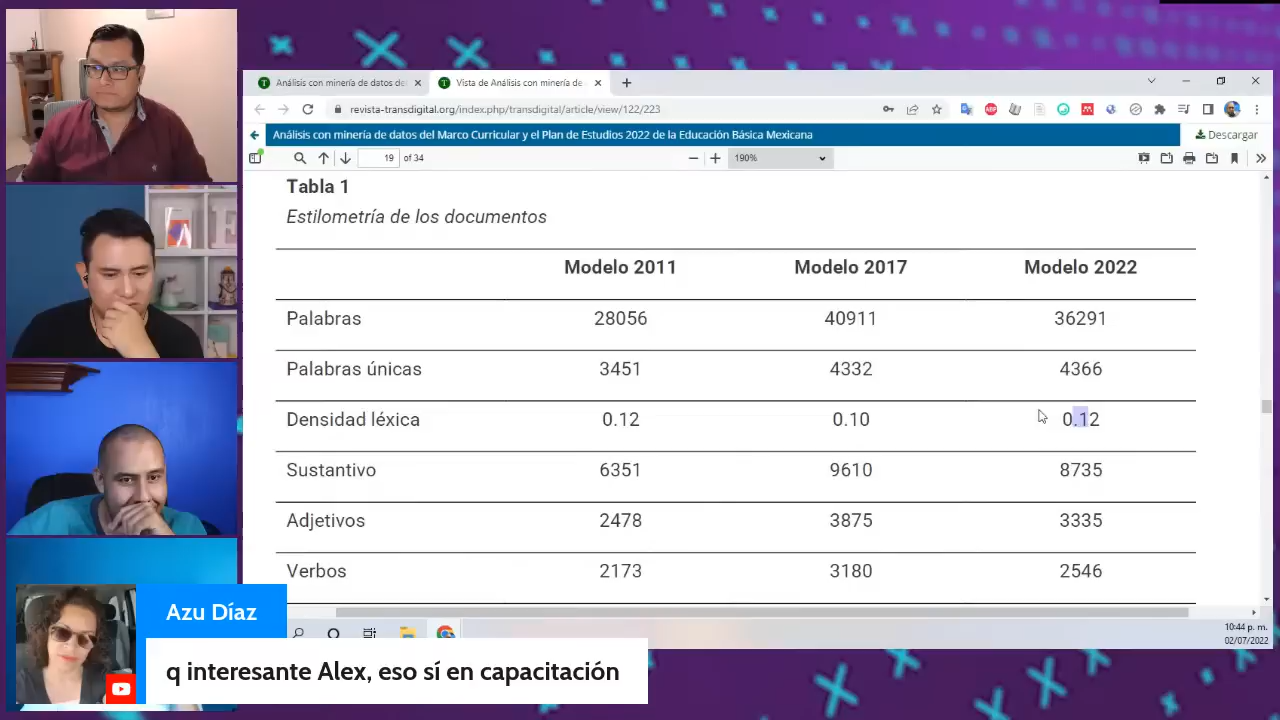 Análisis con minería de datos de
Vista de Análisis con minería de
revista-transdigital.org/index.php/transdigital/article/view/122/223
Análisis con minería de datos del Marco Curricular y el Plan de Estudios 2022 de la Educación Básica Mexicana
Descargar
19 of 34
190%
Tabla 1
Estilometría de los documentos
Modelo 2011 Modelo 2017 Modelo 2022
Palabras 28056 40911 36291
Palabras únicas 3451 4332 4366
Densidad léxica 0.12 0.10 0.12
Sustantivo 6351 9610 8735
Adjetivos 2478 3875 3335
Verbos 2173 3180 2546
10:44 p. m.
02/07/2022
Azu Díaz
q interesante Alex, eso sí en capacitación